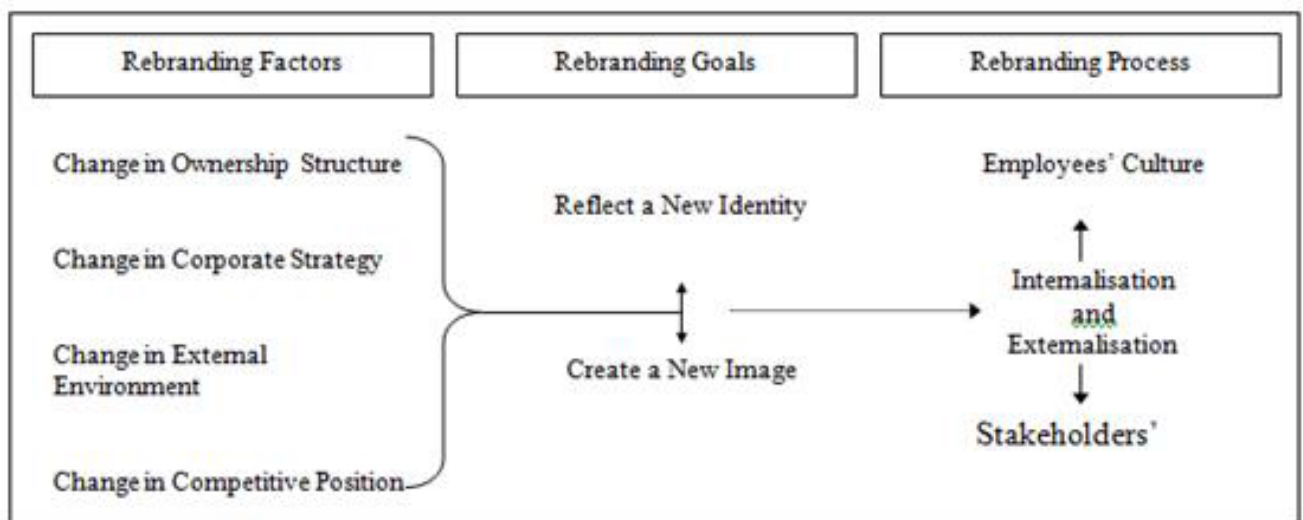 Rebranding Factors
Rebranding Goals
Rebranding Process
Change in Ownership Structure
Change in Corporate Strategy
Change in External
Environment
Change in Competitive Position
Reflect a New Identity
Create a New Image
Employees' Culture
Internalisation
and
Externalisation
Stakeholders'